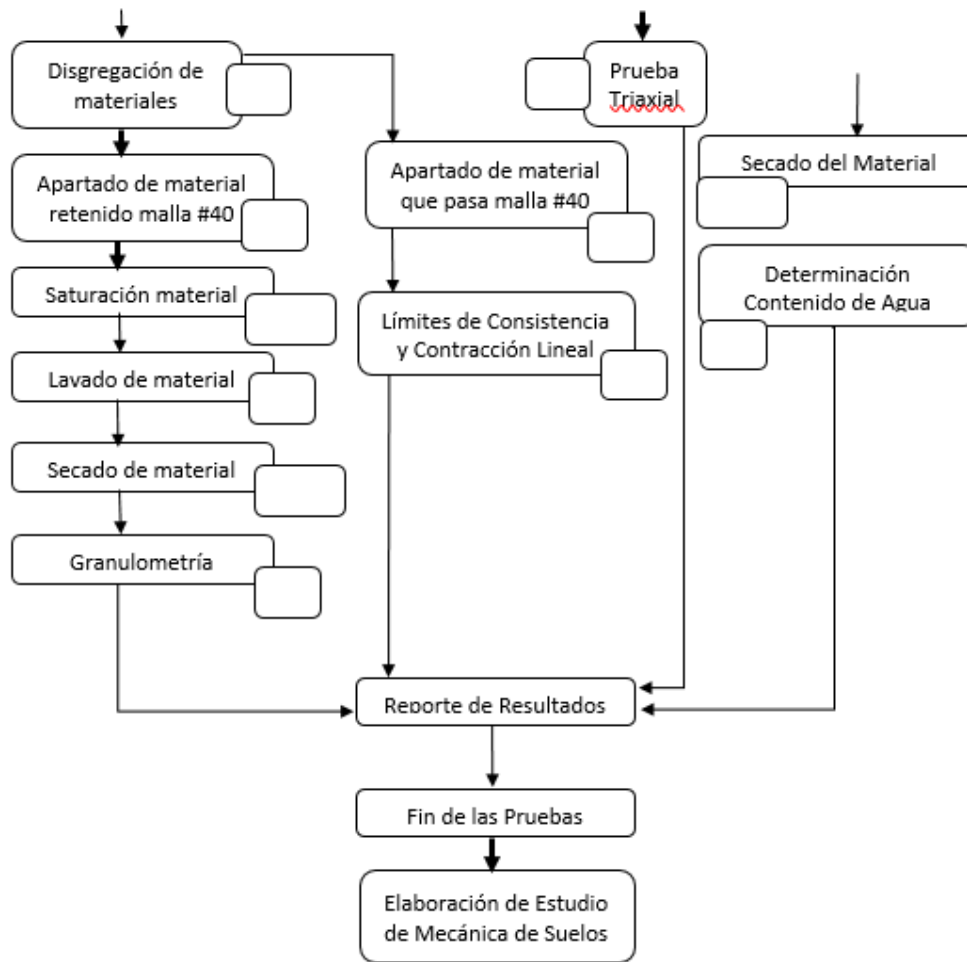 Disgregación de
materiales
Apartado de material
retenido malla #40
Saturación material
Lavado de material
Secado de material
Granulometría
Apartado de material
que pasa malla #40
Límites de Consistencia
y Contracción Lineal
Prueba
Triaxial
Secado del Material
Determinación
Contenido de Agua
Reporte de Resultados
Fin de las Pruebas
Elaboración de Estudio
de Mecánica de Suelos